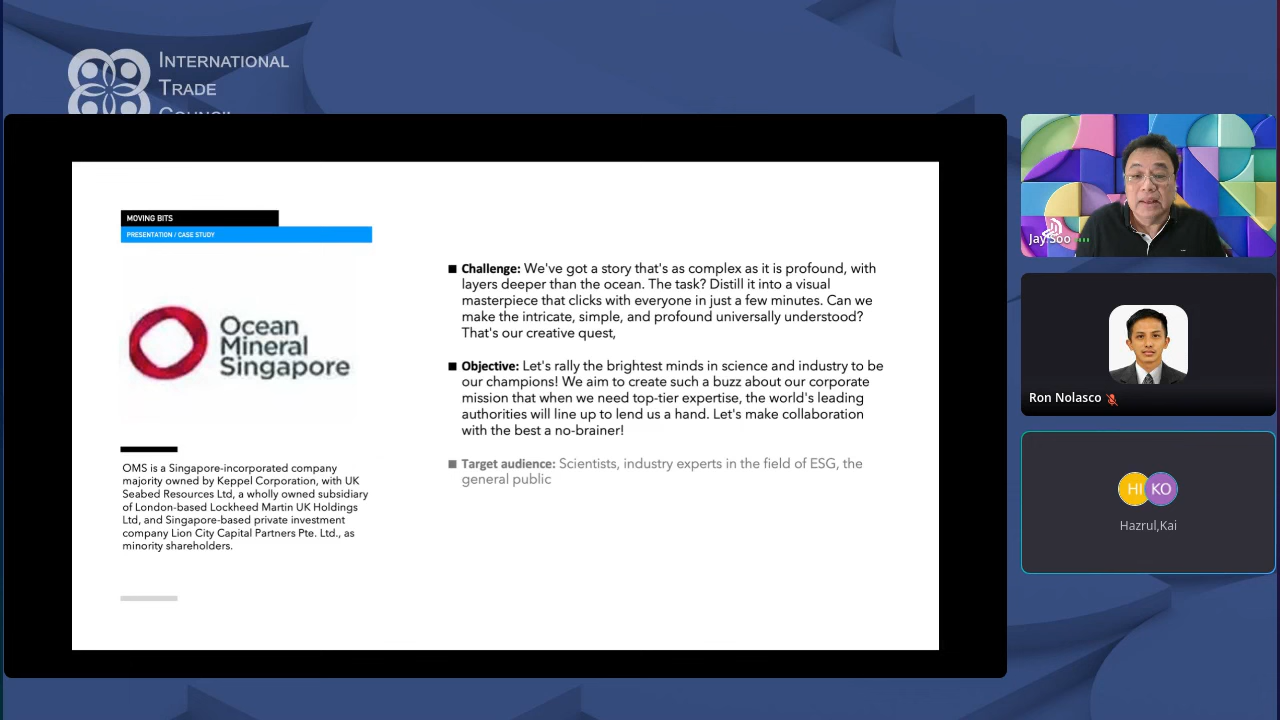 INTERNATIONAL
TRADE
COUNCIL
MOVING BITS
PRESENTATION / CASE STUDY
Ocean
Mineral
Singapore
OMS is a Singapore-incorporated company
majority owned by Keppel Corporation, with UK
Seabed Resources Ltd, a wholly owned subsidiary
of London-based Lockheed Martin UK Holdings
Ltd, and Singapore-based private investment
company Lion City Capital Partners Pte. Ltd., as
minority shareholders.
■ Challenge: We've got a story that's as complex as it is profound, with
layers deeper than the ocean. The task? Distill it into a visual
masterpiece that clicks with everyone in just a few minutes. Can we
make the intricate, simple, and profound universally understood?
That's our creative quest,
■ Objective: Let's rally the brightest minds in science and industry to be
our champions! We aim to create such a buzz about our corporate
mission that when we need top-tier expertise, the world's leading
authorities will line up to lend us a hand. Let's make collaboration
with the best a no-brainer!
■ Target audience: Scientists, industry experts in the field of ESG, the
general public
Jay Soo
Ron Nolasco
HI KO
Hazrul,Kai